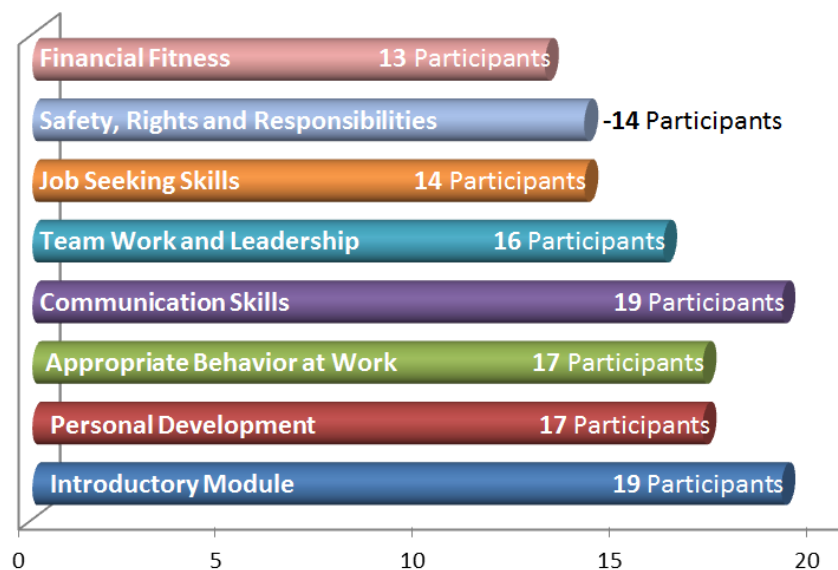 Financial Fitness 13 Participants
Safety, Rights and Responsibilities -14 Participants
Job Seeking Skills 14 Participants
Team Work and Leadership 16 Participants
Communication Skills 19 Participants
Appropriate Behavior at Work 17 Participants
Personal Development 17 Participants
Introductory Module 19 Participants
0 5 10 15 20